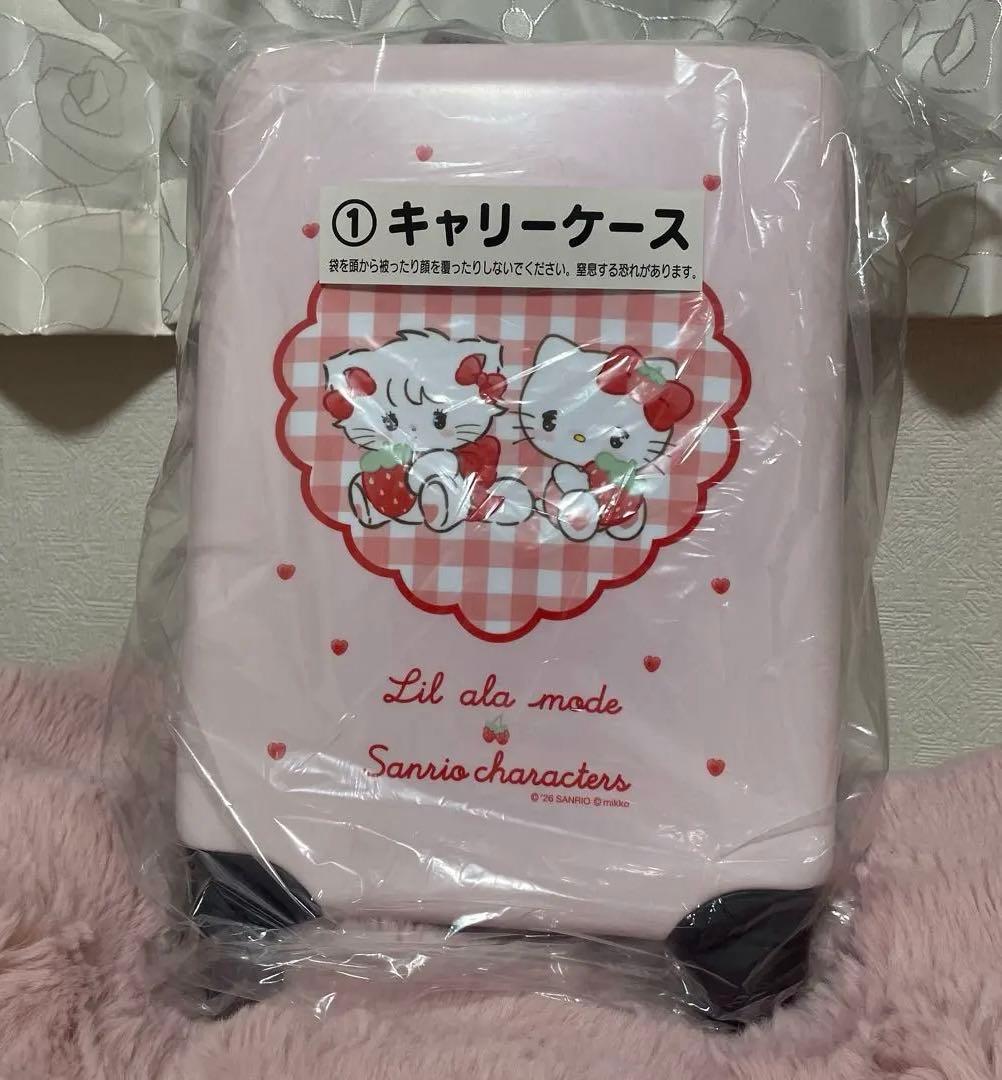 ①キャリーケース
袋を頭から被ったり顔を覆ったりしないでください。窒息する恐れがあります。
Lil ala mode
Sanrio characters
© '26 SANRIO © mikko